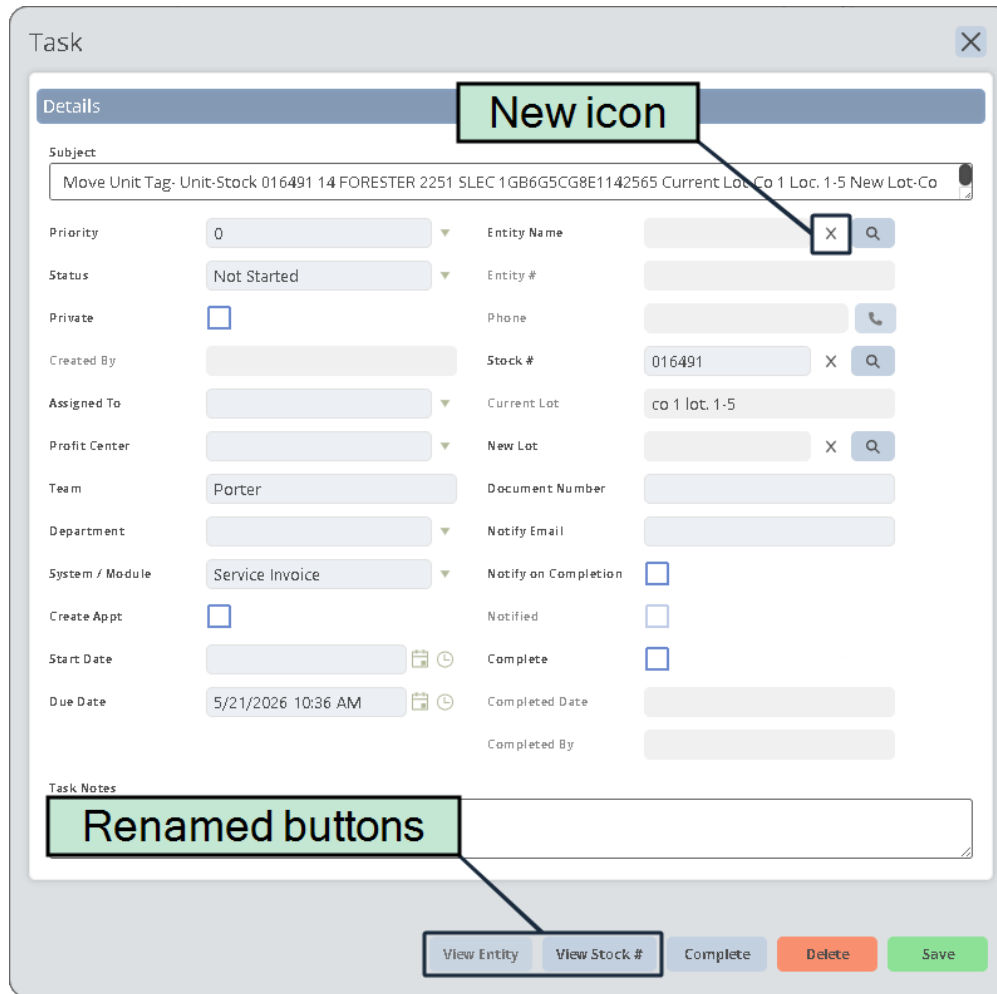 Task
Details
New icon
Subject
Move Unit Tag- Unit-Stock 016491 14 FORESTER 2251 SLEC 1GB6G5CG8E1142565 Current Lot-Co 1 Loc. 1-5 New Lot-Co
Priority 0 Entity Name X
Status Not Started Entity #
Private Phone
Created By Stock # 016491 X
Assigned To Current Lot co 1 lot. 1-5
Profit Center New Lot X
Team Porter Document Number
Department Notify Email
System / Module Service Invoice Notify on Completion
Create Appt Notified
Start Date Complete
Due Date 5/21/2026 10:36 AM Completed Date
Completed By
Task Notes
Renamed buttons
View Entity View Stock # Complete Delete Save